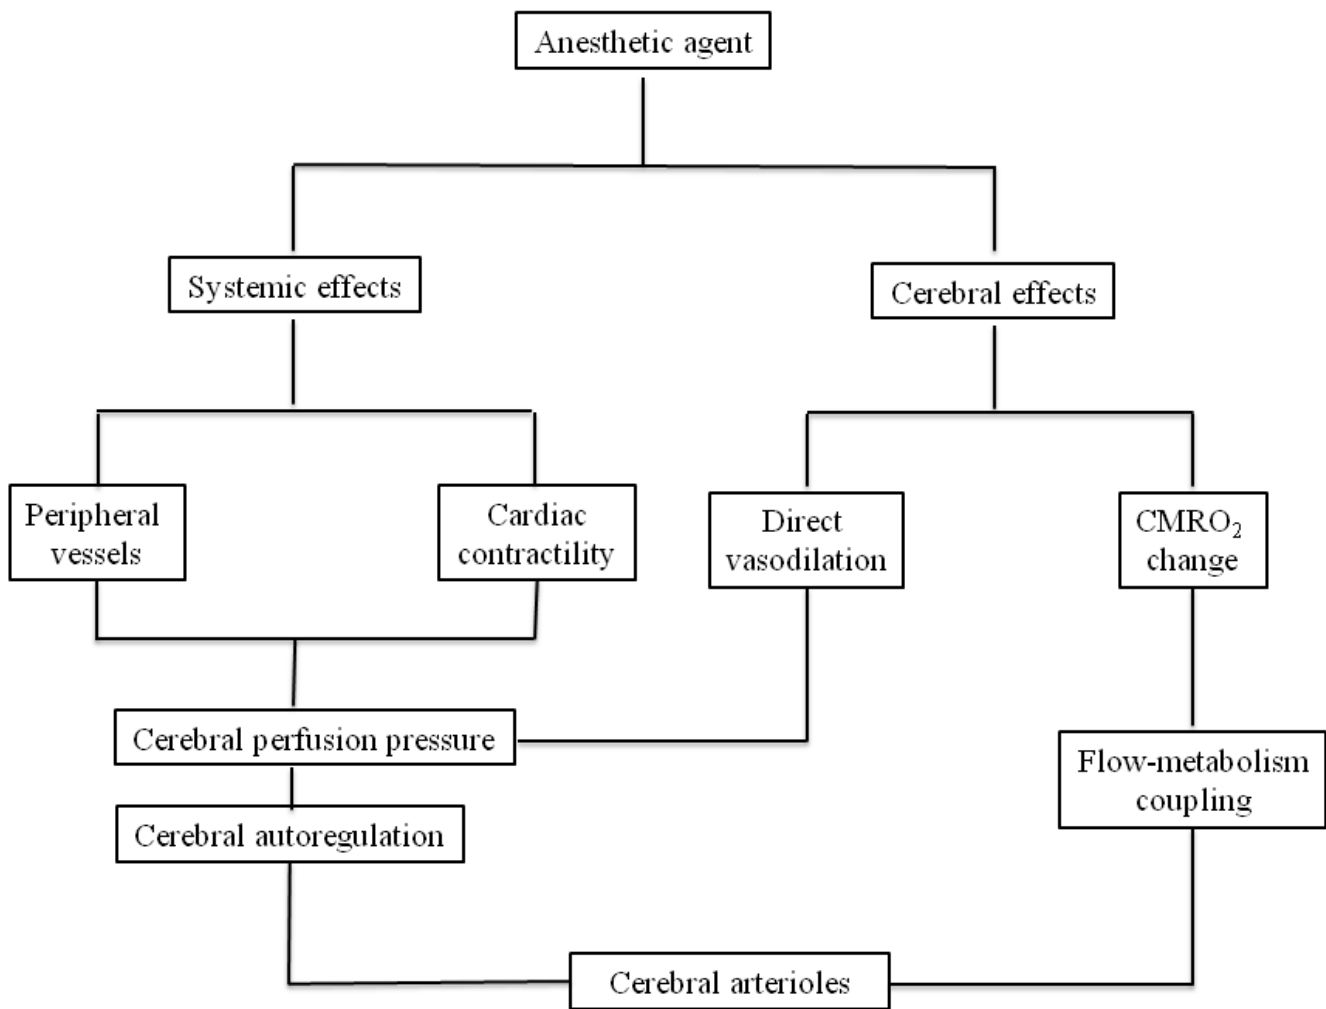 Anesthetic agent
Systemic effects
Cerebral effects
Peripheral
vessels
Cardiac
contractility
Direct
vasodilation
CMRO₂
change
Cerebral perfusion pressure
Flow-metabolism
coupling
Cerebral autoregulation
Cerebral arterioles